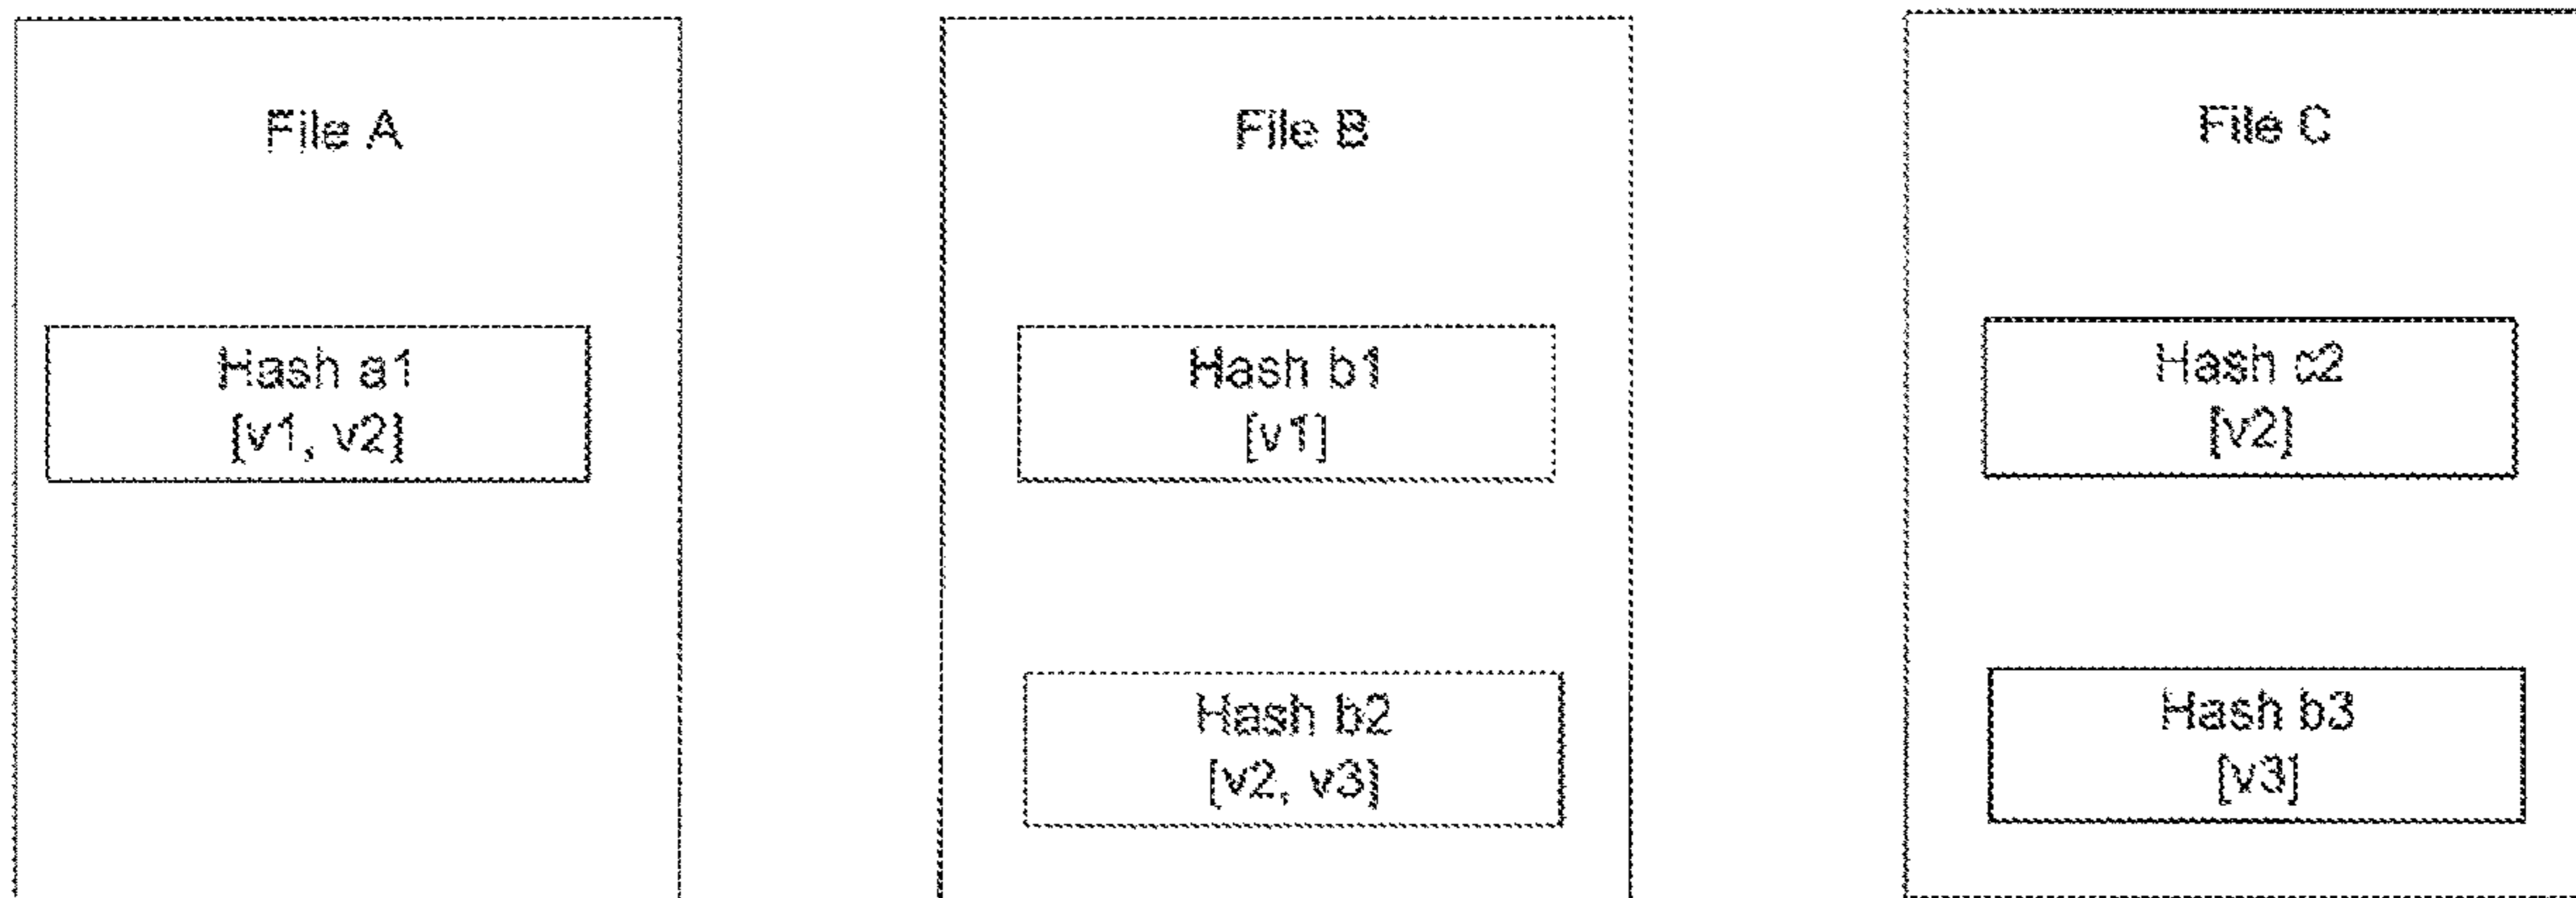 File A
Hash a1
[v1, v2]
File B
Hash b1
[v1]
Hash b2
[v2, v3]
File C
Hash c2
[v2]
Hash b3
[v3]